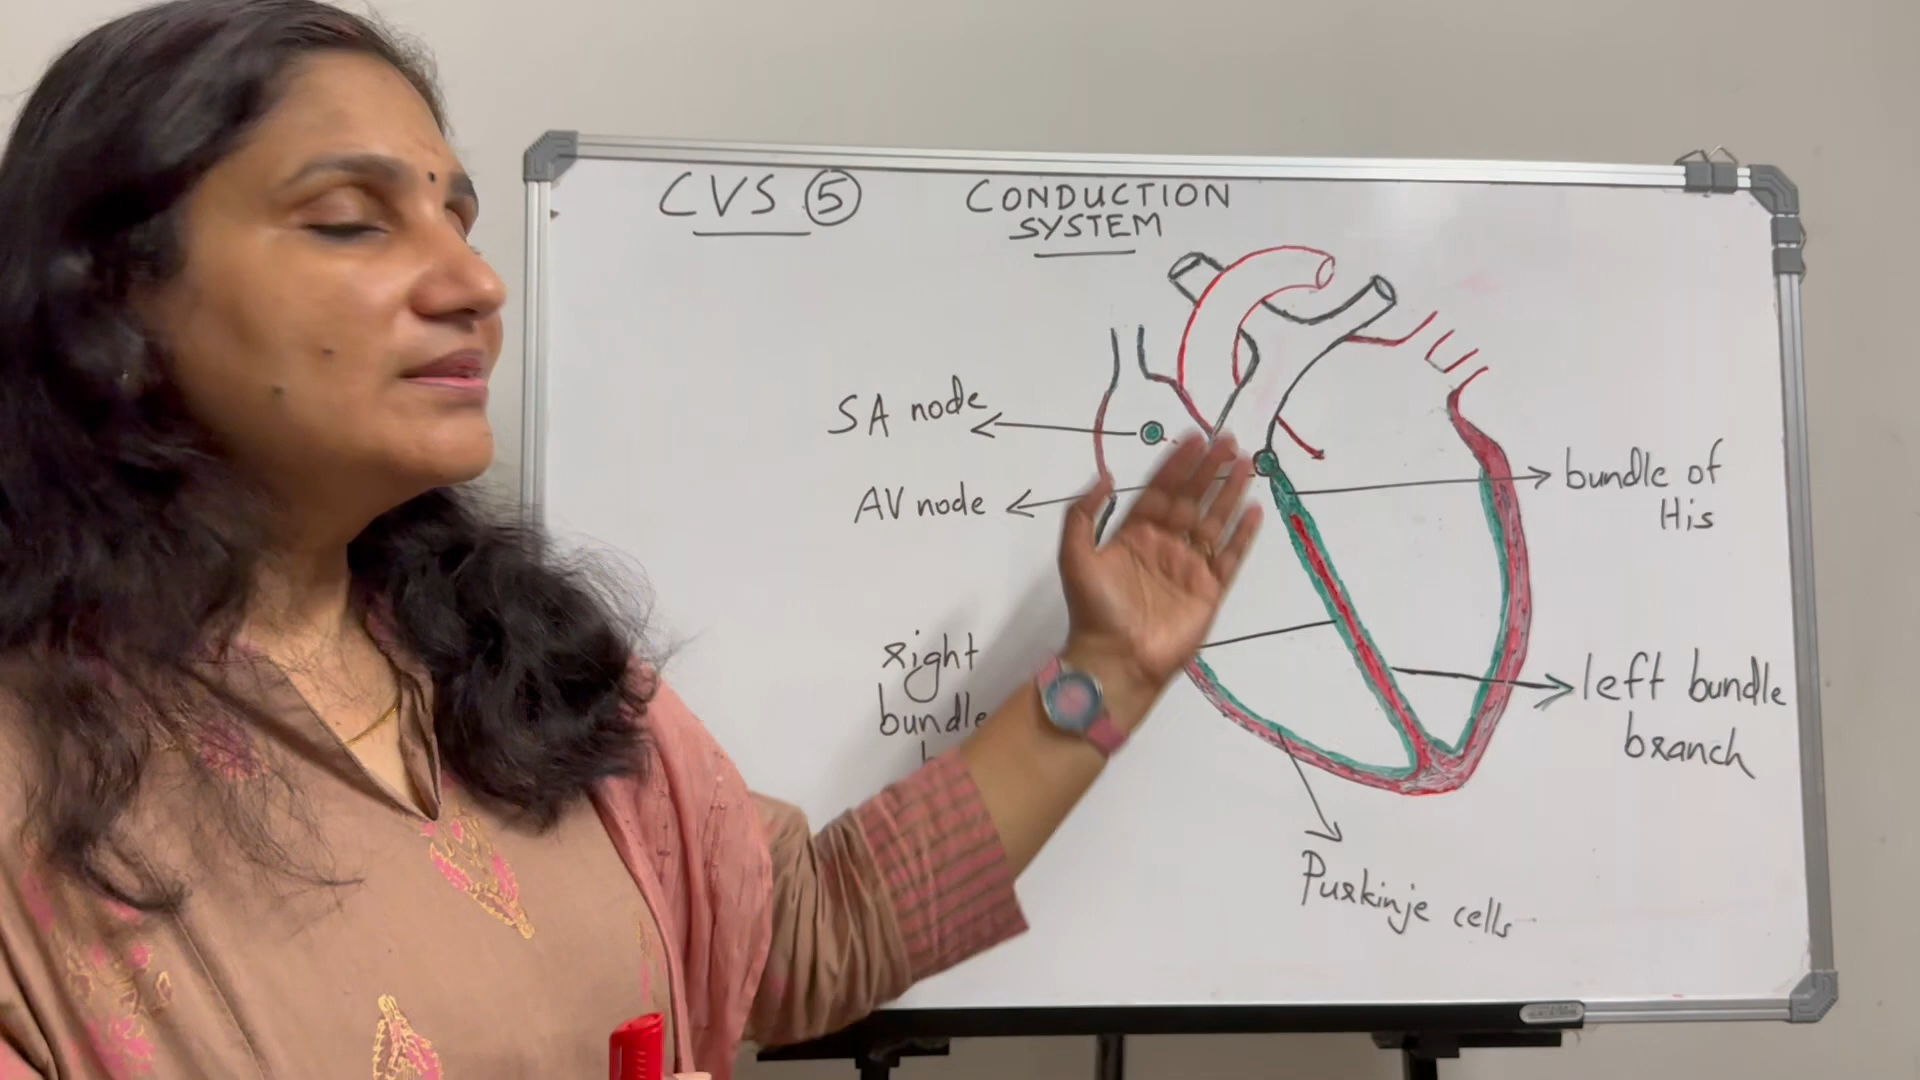 CVS ⑤
CONDUCTION
SYSTEM
SA node
AV node
bundle of
His
right
bundle
left bundle
branch
Purkinje cells